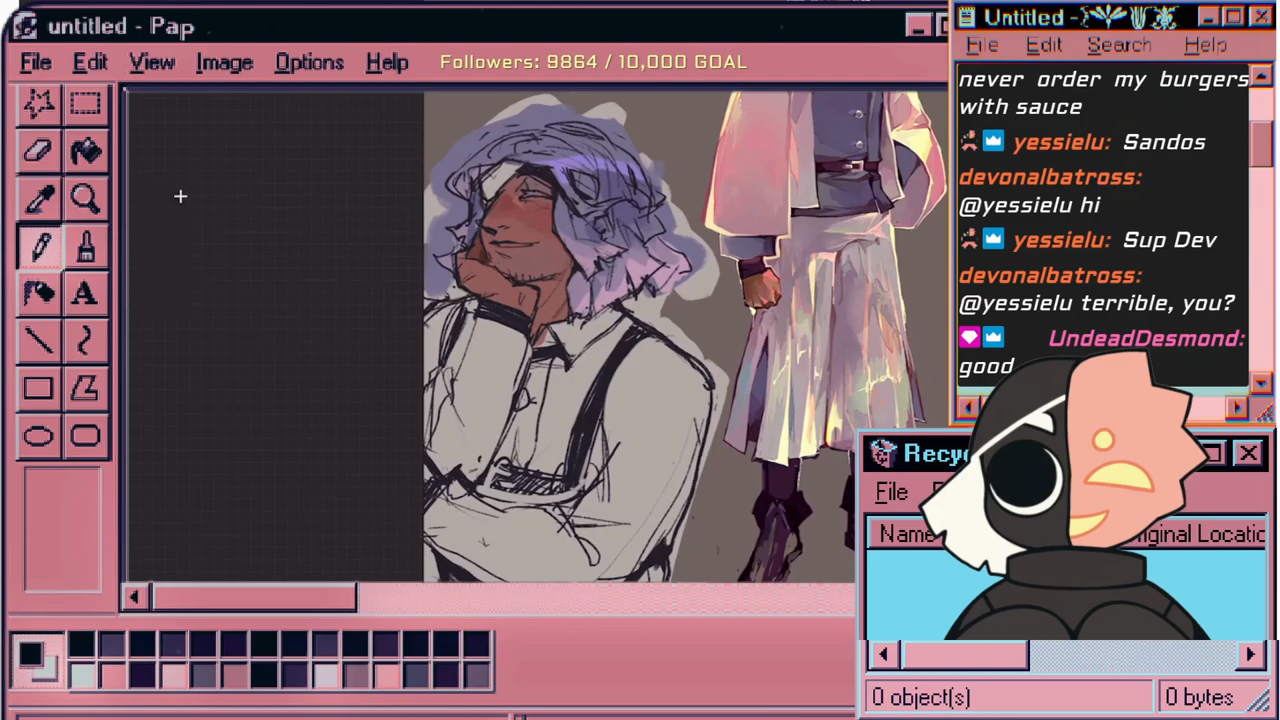 untitled - Pap
File Edit View Image Options Help
Followers: 9864 / 10,000 GOAL
Untitled -
File Edit Search Help
never order my burgers
with sauce
yessielu: Sandos
devonalbatross:
@yessielu hi
yessielu: Sup Dev
devonalbatross:
@yessielu terrible, you?
UndeadDesmond:
good
Recyc
File
Name
riginal Locatic
A
0 object(s)
0 bytes